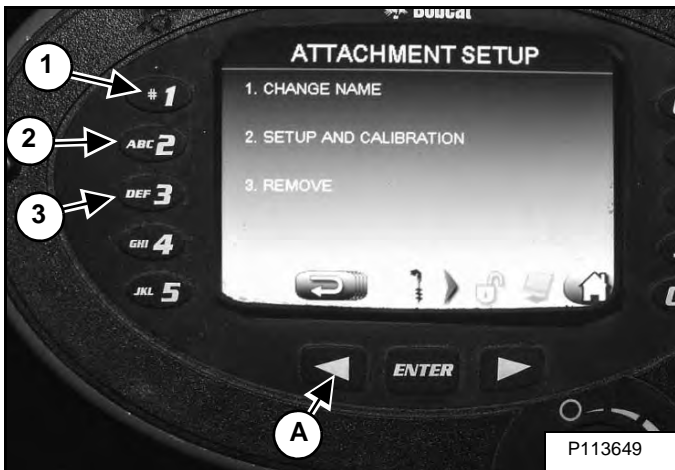 Bobcat
ATTACHMENT SETUP
1. CHANGE NAME
2. SETUP AND CALIBRATION
3. REMOVE
1
2
3
# 1
ABC 2
DEF 3
GHI 4
JKL 5
ENTER
A
P113649